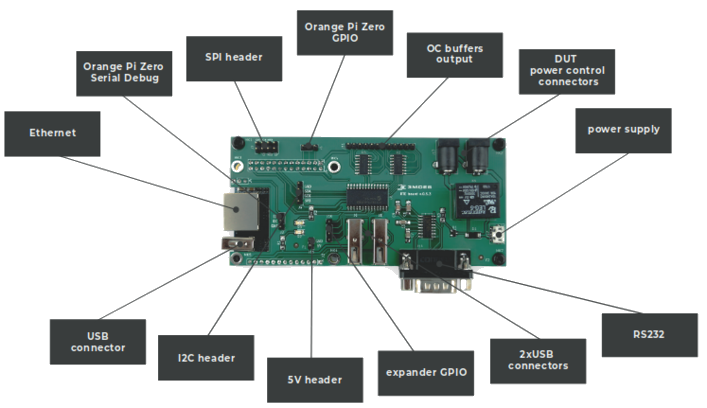 Orange Pi Zero
GPIO
SPI header
OC buffers
output
Orange Pi Zero
Serial Debug
DUT
power control
connectors
Ethernet
power supply
3MDEB
USB
connector
I2C header
5V header
expander GPIO
2xUSB
connectors
RS232